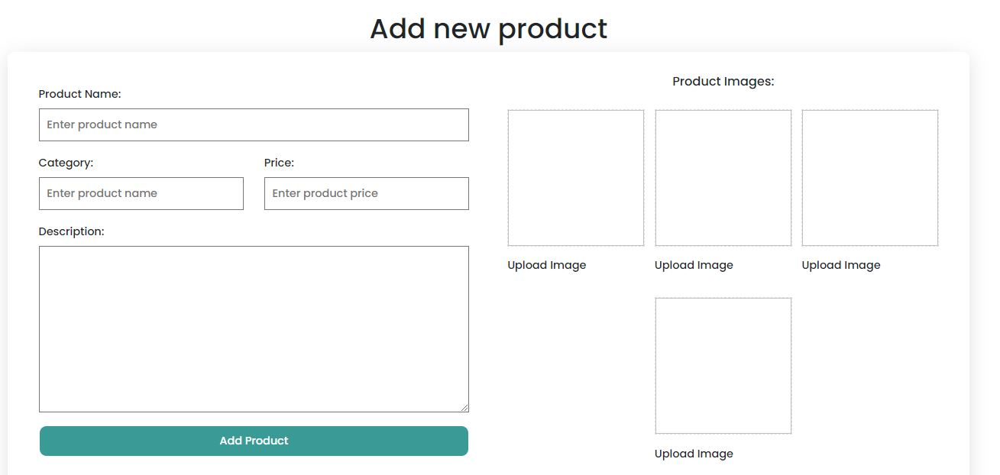 Add new product
Product Name:
Enter product name
Category:
Price:
Enter product name
Enter product price
Description:
Add Product
Product Images:
Upload Image
Upload Image
Upload Image
Upload Image